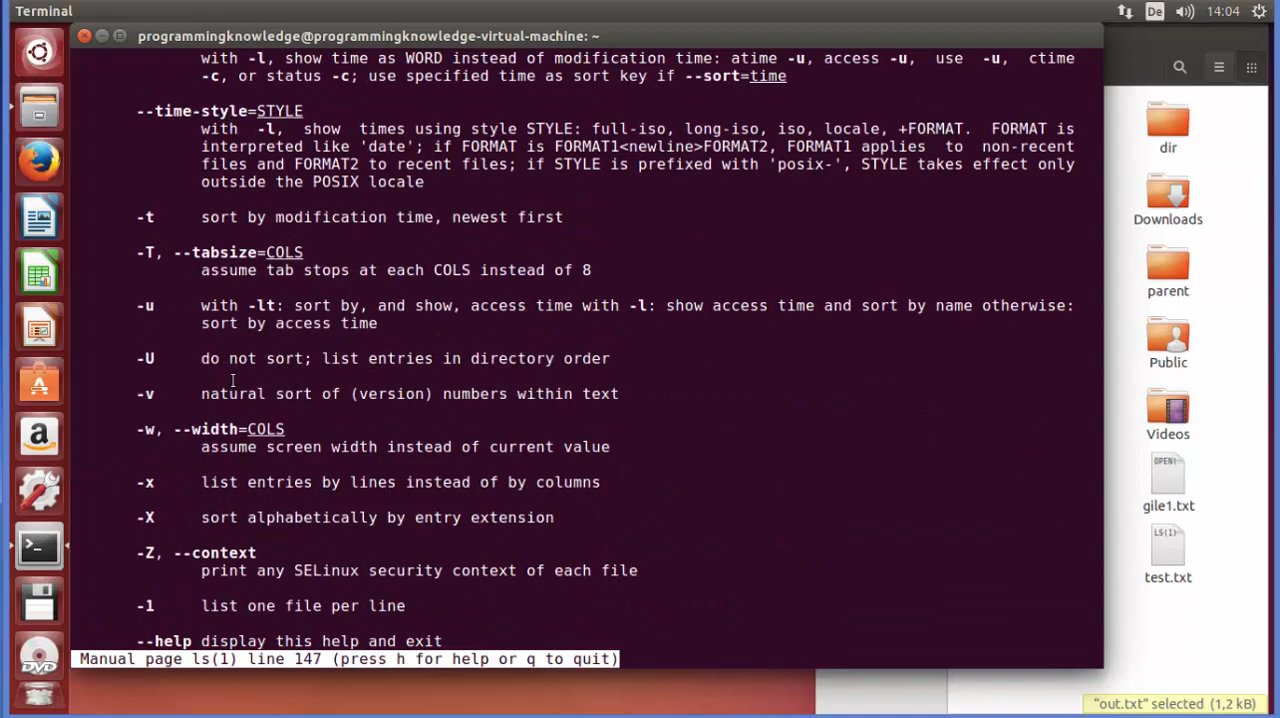 Terminal
De
14:04
programmingknowledge@programmingknowledge-virtual-machine: ~
with -l, show time as WORD instead of modification time: atime -u, access -u, use -u, ctime
-c, or status -c; use specified time as sort key if --sort=time
--time-style=STYLE
with -l, show times using style STYLE: full-iso, long-iso, iso, locale, +FORMAT. FORMAT is
interpreted like 'date'; if FORMAT is FORMAT1<newline>FORMAT2, FORMAT1 applies to non-recent
files and FORMAT2 to recent files; if STYLE is prefixed with 'posix-', STYLE takes effect only
outside the POSIX locale
-t sort by modification time, newest first
-T, --tabsize=COLS
assume tab stops at each COLS instead of 8
-u with -lt: sort by, and show, access time with -l: show access time and sort by name otherwise:
sort by access time
-U do not sort; list entries in directory order
-v natural sort of (version) numbers within text
-w, --width=COLS
assume screen width instead of current value
-x list entries by lines instead of by columns
-X sort alphabetically by entry extension
-Z, --context
print any SELinux security context of each file
-1 list one file per line
--help display this help and exit
Manual page ls(1) line 147 (press h for help or q to quit)
dir
Downloads
parent
Public
Videos
OPEN(
gile1.txt
LS(1)
test.txt
"out.txt" selected (1,2 kB)
a
>_
DVD